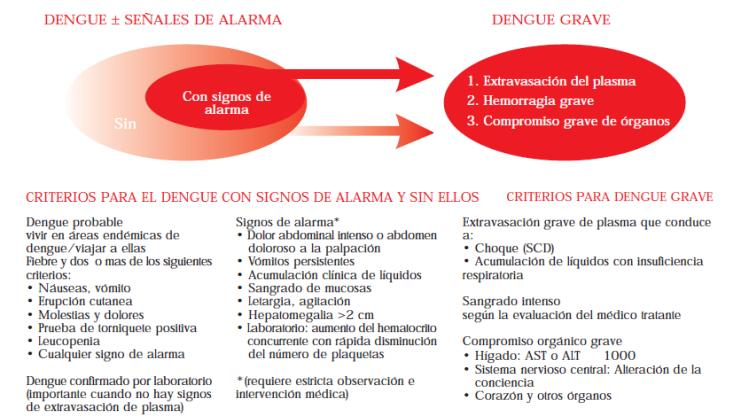 DENGUE ± SEÑALES DE ALARMA
DENGUE GRAVE
Con signos de
alarma
Sin
1. Extravasación del plasma
2. Hemorragia grave
3. Compromiso grave de órganos
CRITERIOS PARA EL DENGUE CON SIGNOS DE ALARMA Y SIN ELLOS
CRITERIOS PARA DENGUE GRAVE
Dengue probable
vivir en áreas endémicas de
dengue/viajar a ellas
Fiebre y dos o mas de los siguientes
criterios:
• Náuseas, vómito
• Erupción cutanea
• Molestias y dolores
• Prueba de torniquete positiva
• Leucopenia
• Cualquier signo de alarma
Dengue confirmado por laboratorio
(importante cuando no hay signos
de extravasación de plasma)
Signos de alarma*
• Dolor abdominal intenso o abdomen
doloroso a la palpación
• Vómitos persistentes
• Acumulación clínica de líquidos
• Sangrado de mucosas
• Letargia, agitación
• Hepatomegalia >2 cm
• Laboratorio: aumento del hematocrito
concurrente con rápida disminución
del número de plaquetas
*(requiere estricta observación e
intervención médica)
Extravasación grave de plasma que conduce
a:
• Choque (SCD)
• Acumulación de líquidos con insuficiencia
respiratoria
Sangrado intenso
según la evaluación del médico tratante
Compromiso orgánico grave
• Hígado: AST o ALT 1000
• Sistema nervioso central: Alteración de la
conciencia
• Corazón y otros órganos